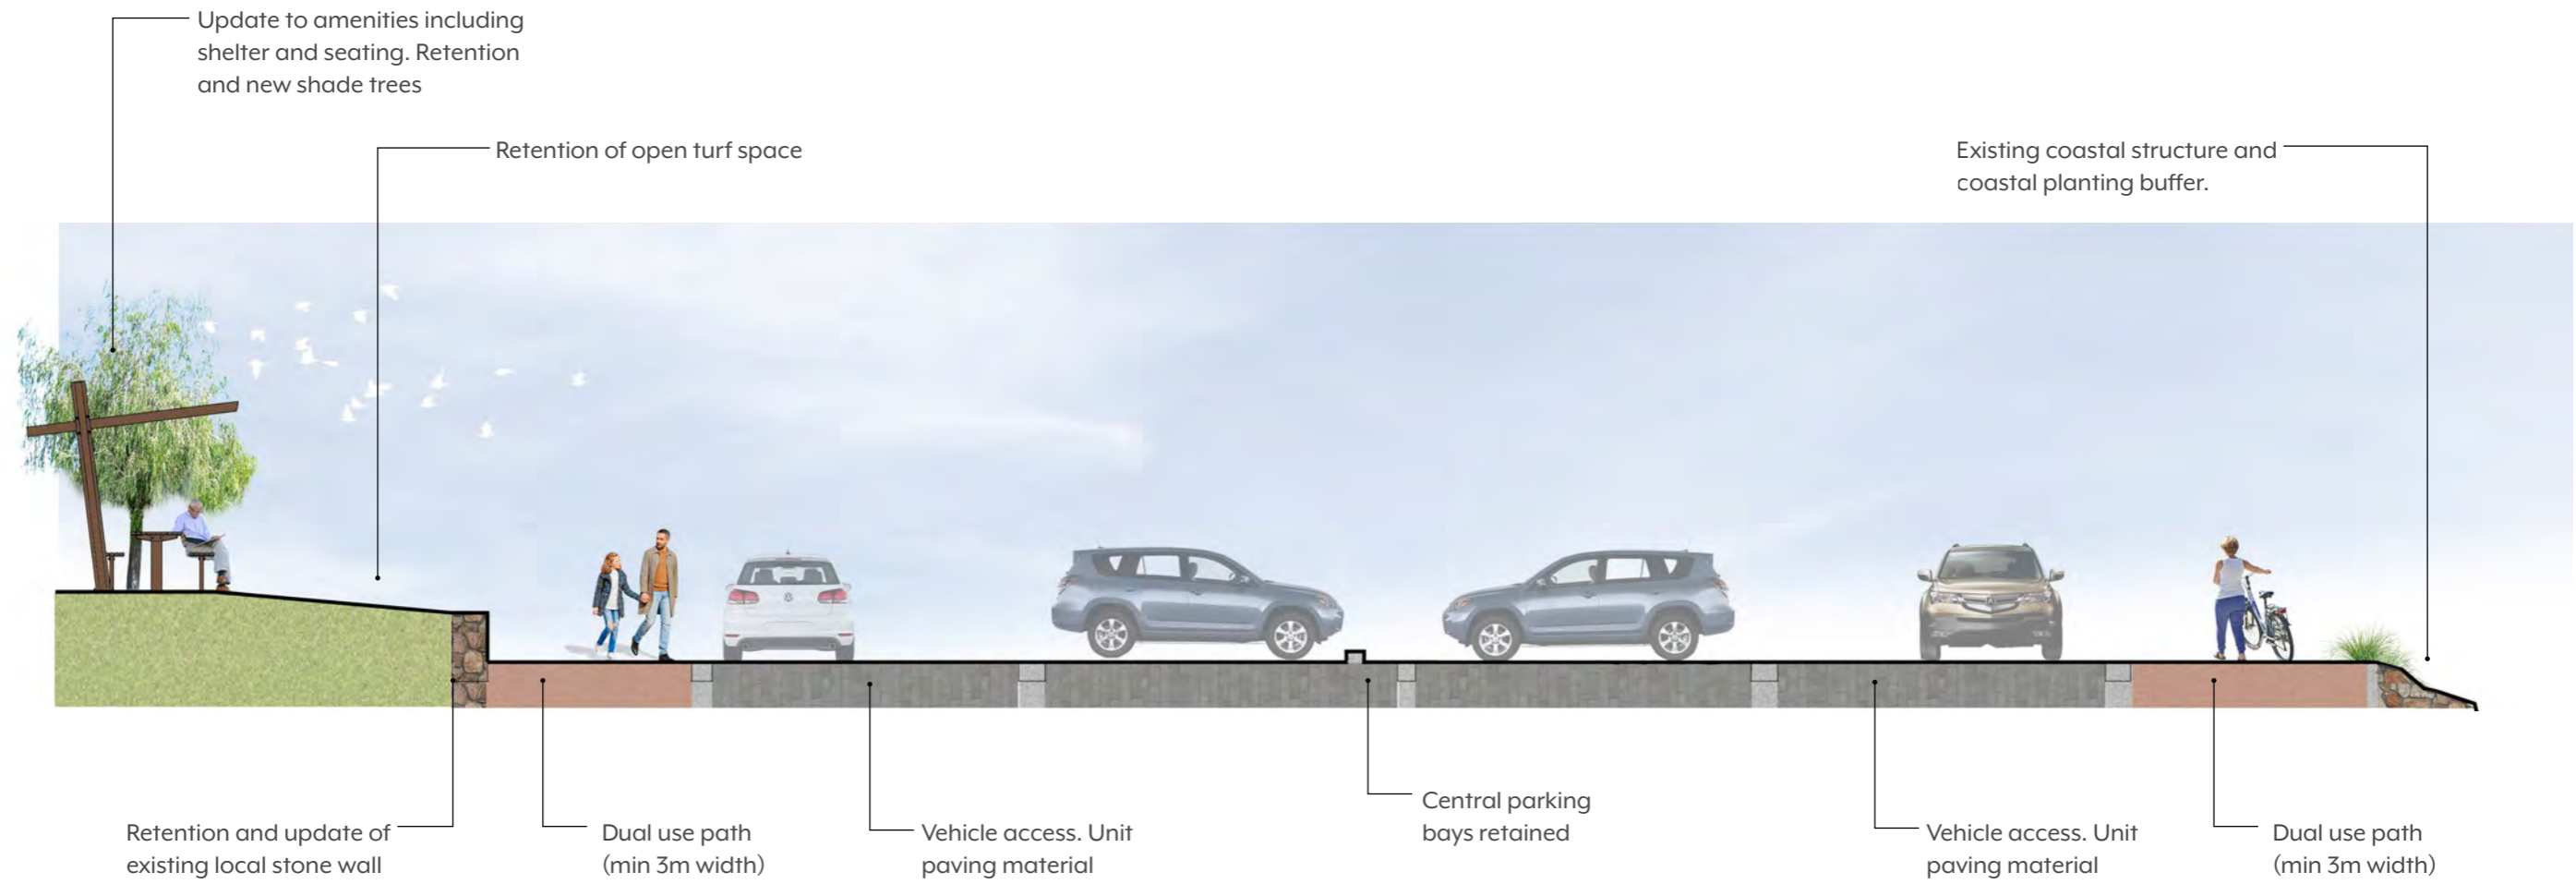 Update to amenities including
shelter and seating. Retention
and new shade trees
Retention of open turf space
Existing coastal structure and
coastal planting buffer.
Retention and update of
existing local stone wall
Dual use path
(min 3m width)
Vehicle access. Unit
paving material
Central parking
bays retained
Vehicle access. Unit
paving material
Dual use path
(min 3m width)